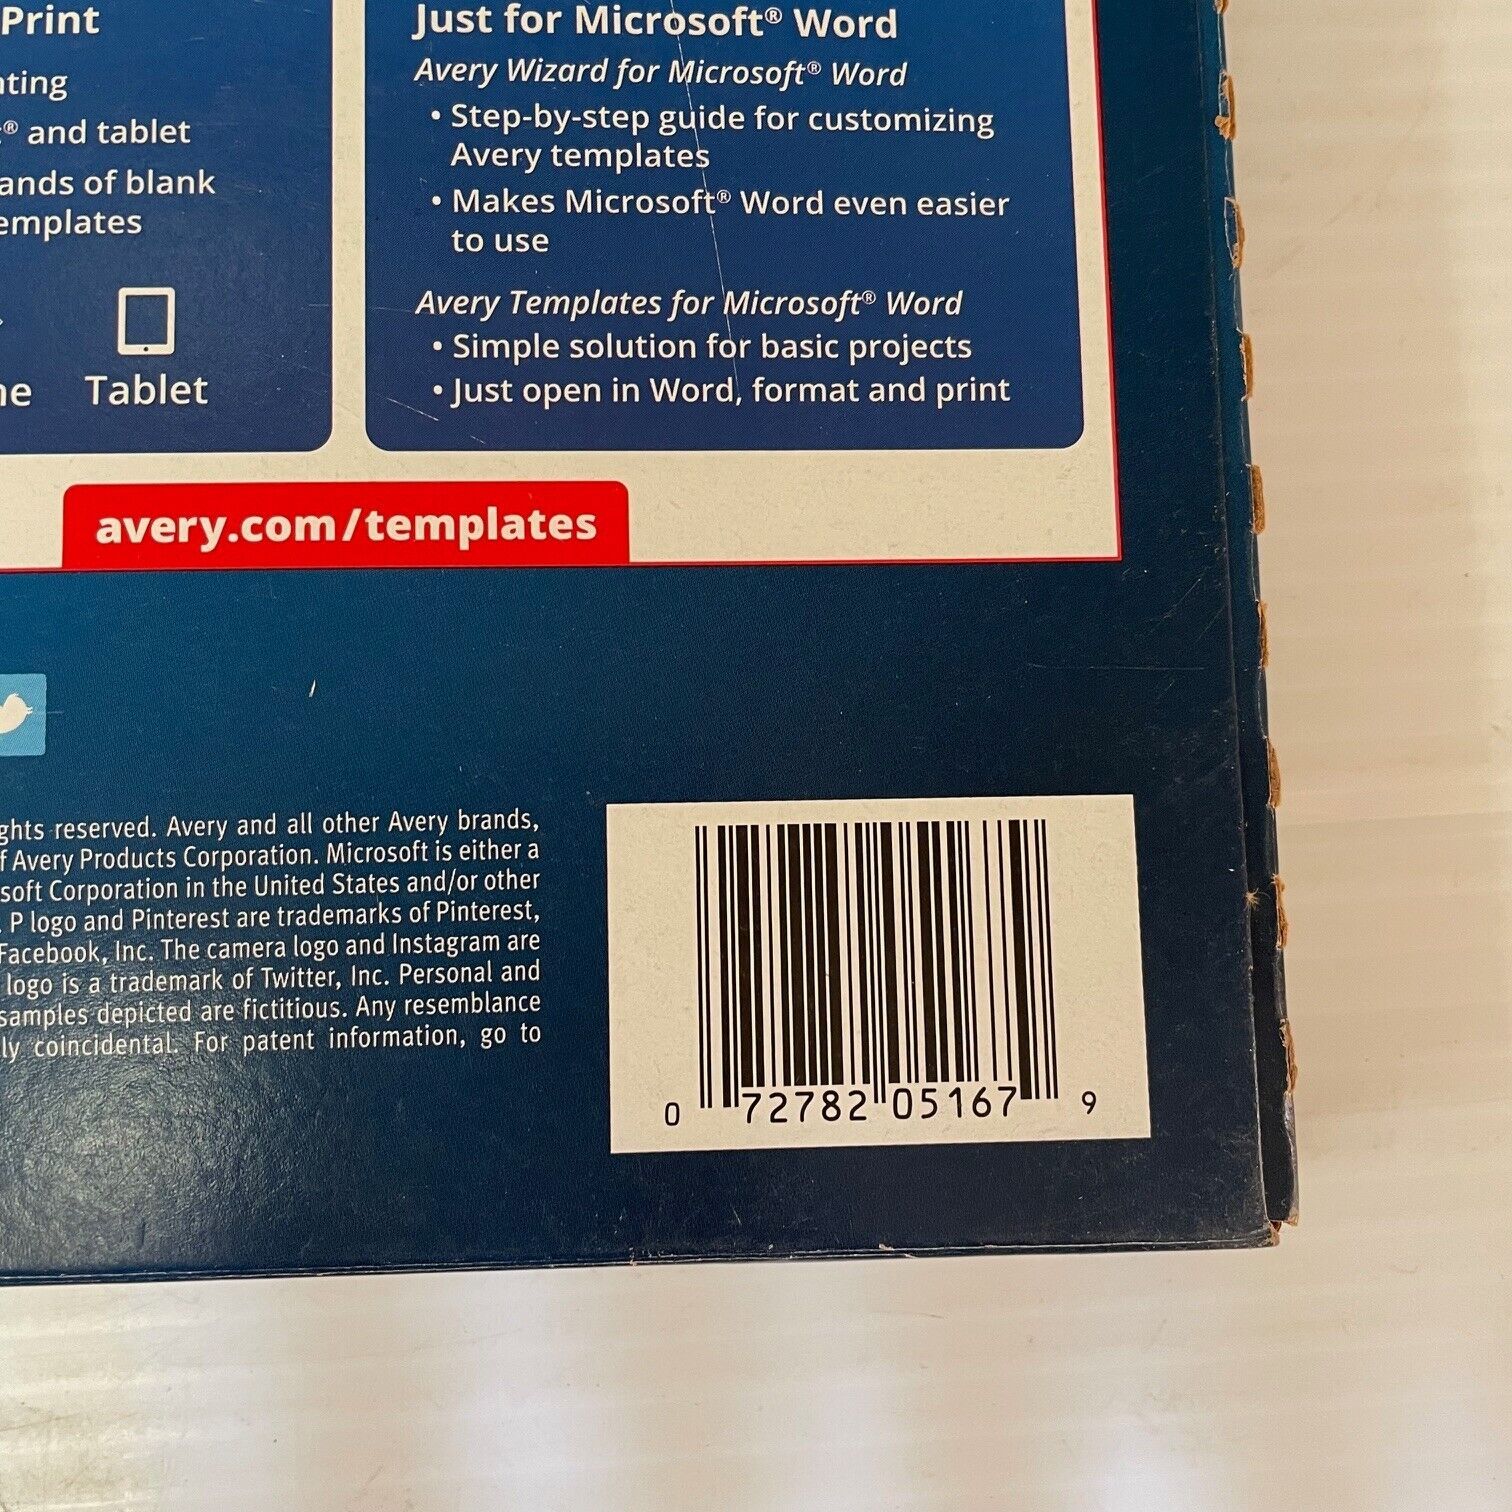 Print
ting
® and tablet
ands of blank
emplates
ne
Tablet
Just for Microsoft® Word
Avery Wizard for Microsoft® Word
• Step-by-step guide for customizing
Avery templates
• Makes Microsoft® Word even easier
to use
Avery Templates for Microsoft® Word
• Simple solution for basic projects
• Just open in Word, format and print
avery.com/templates
ghts reserved. Avery and all other Avery brands,
f Avery Products Corporation. Microsoft is either a
soft Corporation in the United States and/or other
. P logo and Pinterest are trademarks of Pinterest,
Facebook, Inc. The camera logo and Instagram are
logo is a trademark of Twitter, Inc. Personal and
samples depicted are fictitious. Any resemblance
ly coincidental. For patent information, go to
0 72782 05167 9